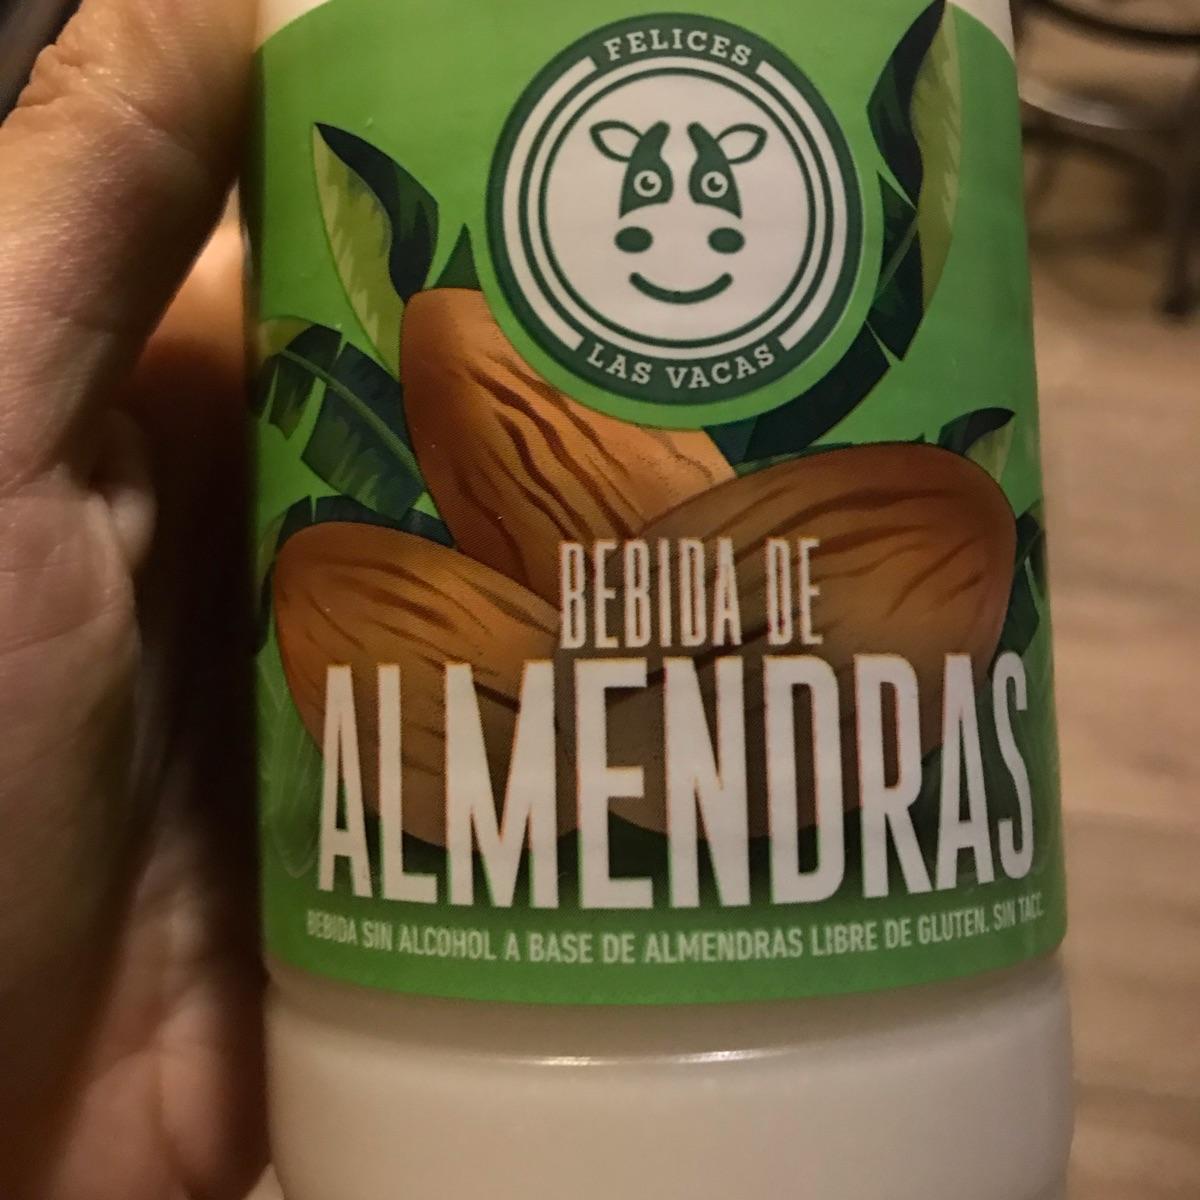 FELICES
LAS VACAS
BEBIDA DE
ALMENDRAS
BEBIDA SIN ALCOHOL A BASE DE ALMENDRAS LIBRE DE GLUTEN. SIN TACC